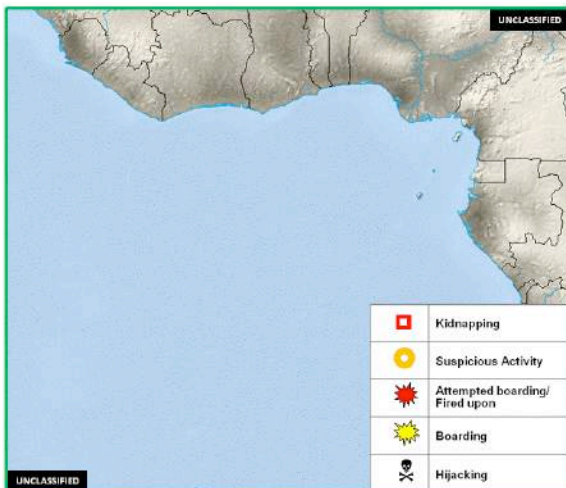 UNCLASSIFIED
Kidnapping
Suspicious Activity
Attempted boarding/
Fired upon
Boarding
Hijacking
UNCLASSIFIED